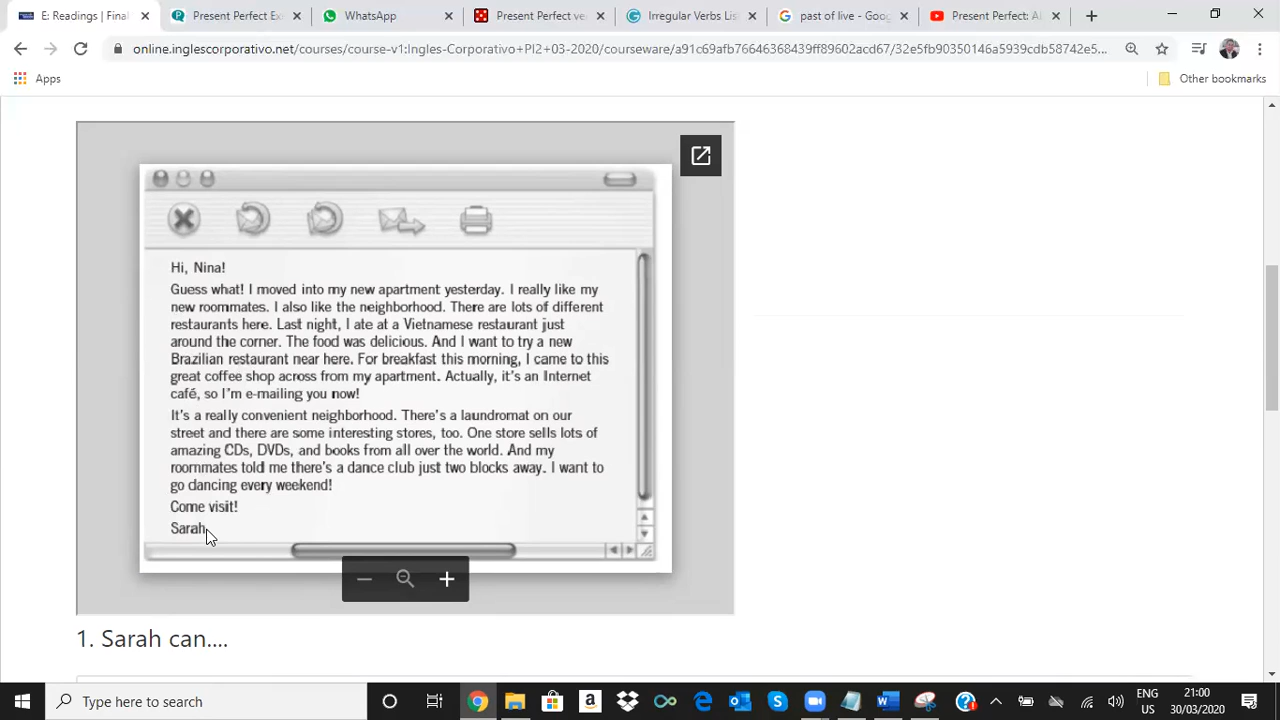 E: Readings | Final
Present Perfect Ex
WhatsApp
Present Perfect ve
Irregular Verbs Lis
past of live - Goog
Present Perfect: A
online.inglescorporativo.net/courses/course-v1:Ingles-Corporativo+PI2+03-2020/courseware/a91c69afb76646368439ff89602acd67/32e5fb90350146a5939cdb58742e5...
Apps
Other bookmarks
Hi, Nina!
Guess what! I moved into my new apartment yesterday. I really like my
new roommates. I also like the neighborhood. There are lots of different
restaurants here. Last night, I ate at a Vietnamese restaurant just
around the corner. The food was delicious. And I want to try a new
Brazilian restaurant near here. For breakfast this morning, I came to this
great coffee shop across from my apartment. Actually, it's an Internet
café, so I'm e-mailing you now!
It's a really convenient neighborhood. There's a laundromat on our
street and there are some interesting stores, too. One store sells lots of
amazing CDs, DVDs, and books from all over the world. And my
roommates told me there's a dance club just two blocks away. I want to
go dancing every weekend!
Come visit!
Sarah
1. Sarah can....
Type here to search
ENG
US
21:00
30/03/2020